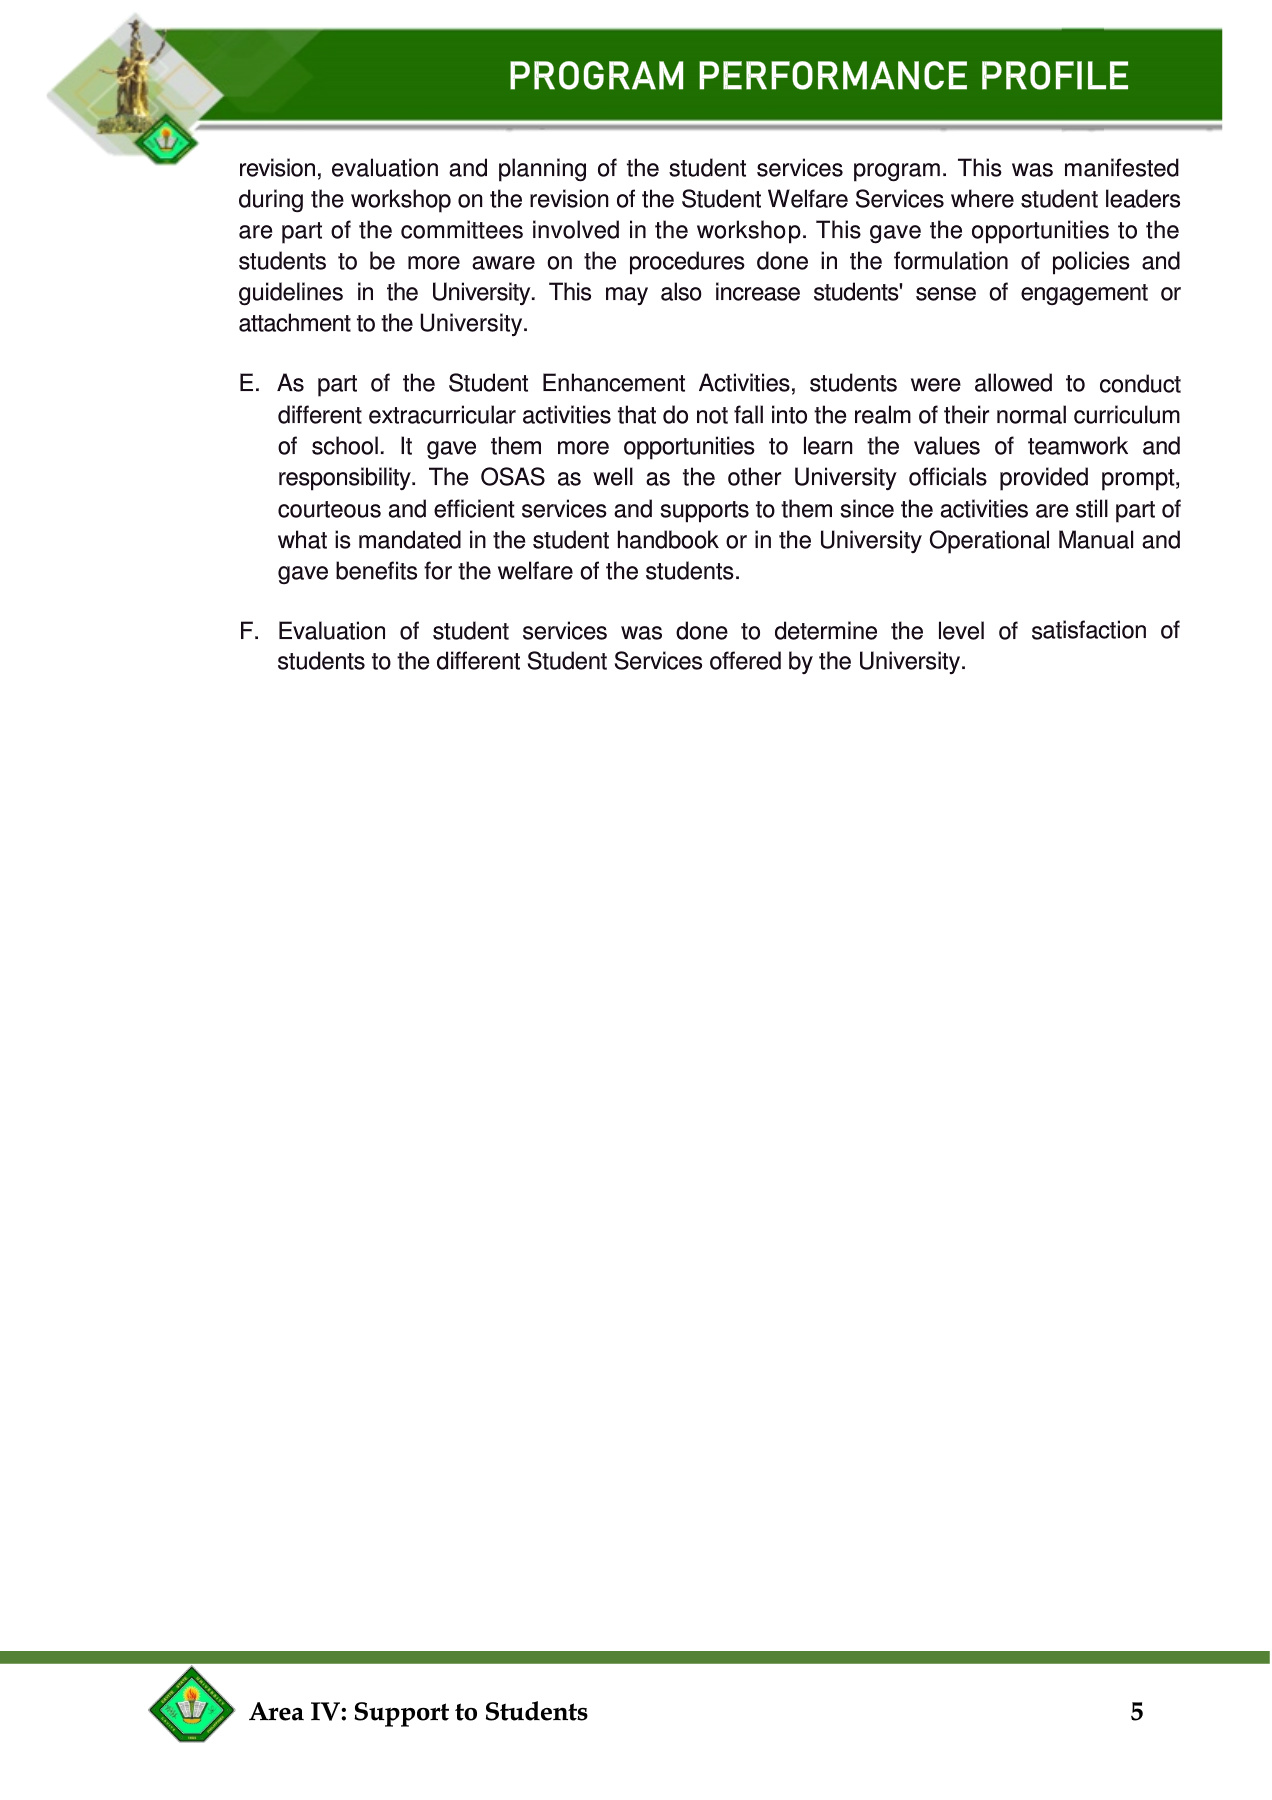 PROGRAM PERFORMANCE PROFILE
revision, evaluation and planning of the student services program. This was manifested
during the workshop on the revision of the Student Welfare Services where student leaders
are part of the committees involved in the workshop. This gave the opportunities to the
students to be more aware on the procedures done in the formulation of policies and
guidelines in the University. This may also increase students' sense of engagement or
attachment to the University.
E. As part of the Student Enhancement Activities, students were allowed to conduct
different extracurricular activities that do not fall into the realm of their normal curriculum
of school. It gave them more opportunities to learn the values of teamwork and
responsibility. The OSAS as well as the other University officials provided prompt,
courteous and efficient services and supports to them since the activities are still part of
what is mandated in the student handbook or in the University Operational Manual and
gave benefits for the welfare of the students.
F. Evaluation of student services was done to determine the level of satisfaction of
students to the different Student Services offered by the University.
Area IV: Support to Students 5